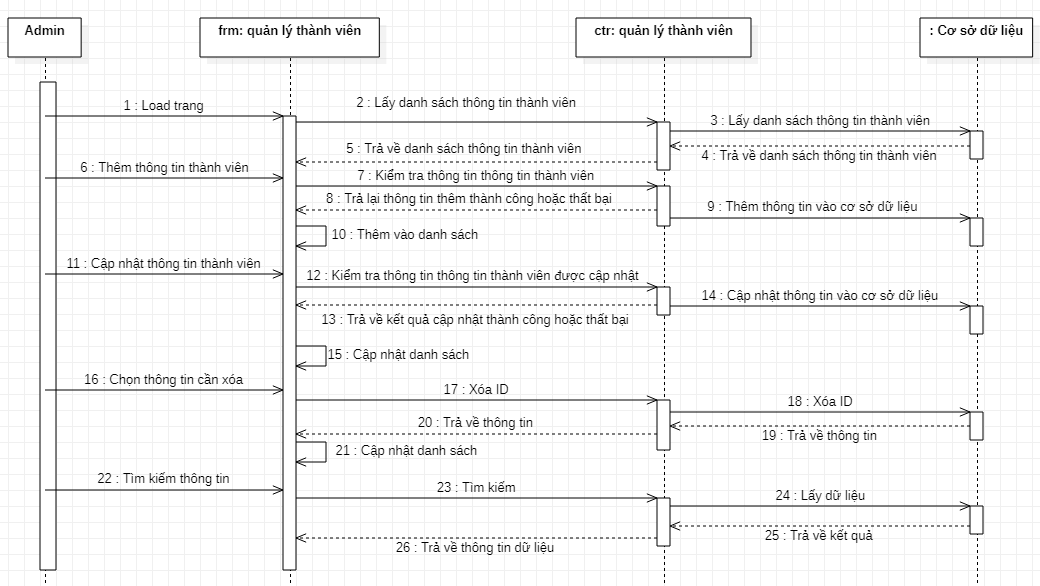 Admin
frm: quản lý thành viên
ctr: quản lý thành viên
: Cơ sở dữ liệu
1 : Load trang
2 : Lấy danh sách thông tin thành viên
3 : Lấy danh sách thông tin thành viên
4 : Trả về danh sách thông tin thành viên
5 : Trả về danh sách thông tin thành viên
6 : Thêm thông tin thành viên
7 : Kiểm tra thông tin thông tin thành viên
8 : Trả lại thông tin thêm thành công hoặc thất bại
9 : Thêm thông tin vào cơ sở dữ liệu
10 : Thêm vào danh sách
11 : Cập nhật thông tin thành viên
12 : Kiểm tra thông tin thông tin thành viên được cập nhật
13 : Trả về kết quả cập nhật thành công hoặc thất bại
14 : Cập nhật thông tin vào cơ sở dữ liệu
15 : Cập nhật danh sách
16 : Chọn thông tin cần xóa
17 : Xóa ID
18 : Xóa ID
19 : Trả về thông tin
20 : Trả về thông tin
21 : Cập nhật danh sách
22 : Tìm kiếm thông tin
23 : Tìm kiếm
24 : Lấy dữ liệu
25 : Trả về kết quả
26 : Trả về thông tin dữ liệu